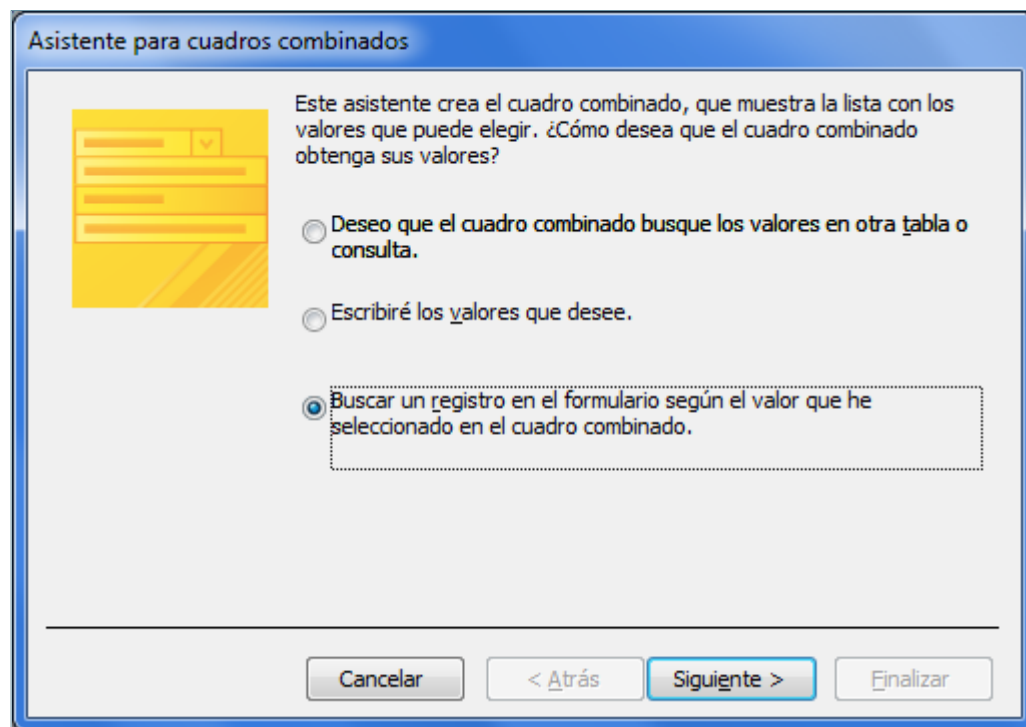 Asistente para cuadros combinados
Este asistente crea el cuadro combinado, que muestra la lista con los
valores que puede elegir. ¿Cómo desea que el cuadro combinado
obtenga sus valores?
Deseo que el cuadro combinado busque los valores en otra tabla o
consulta.
Escribiré los valores que desee.
Buscar un registro en el formulario según el valor que he
seleccionado en el cuadro combinado.
Cancelar
< Atrás
Siguiente >
Finalizar